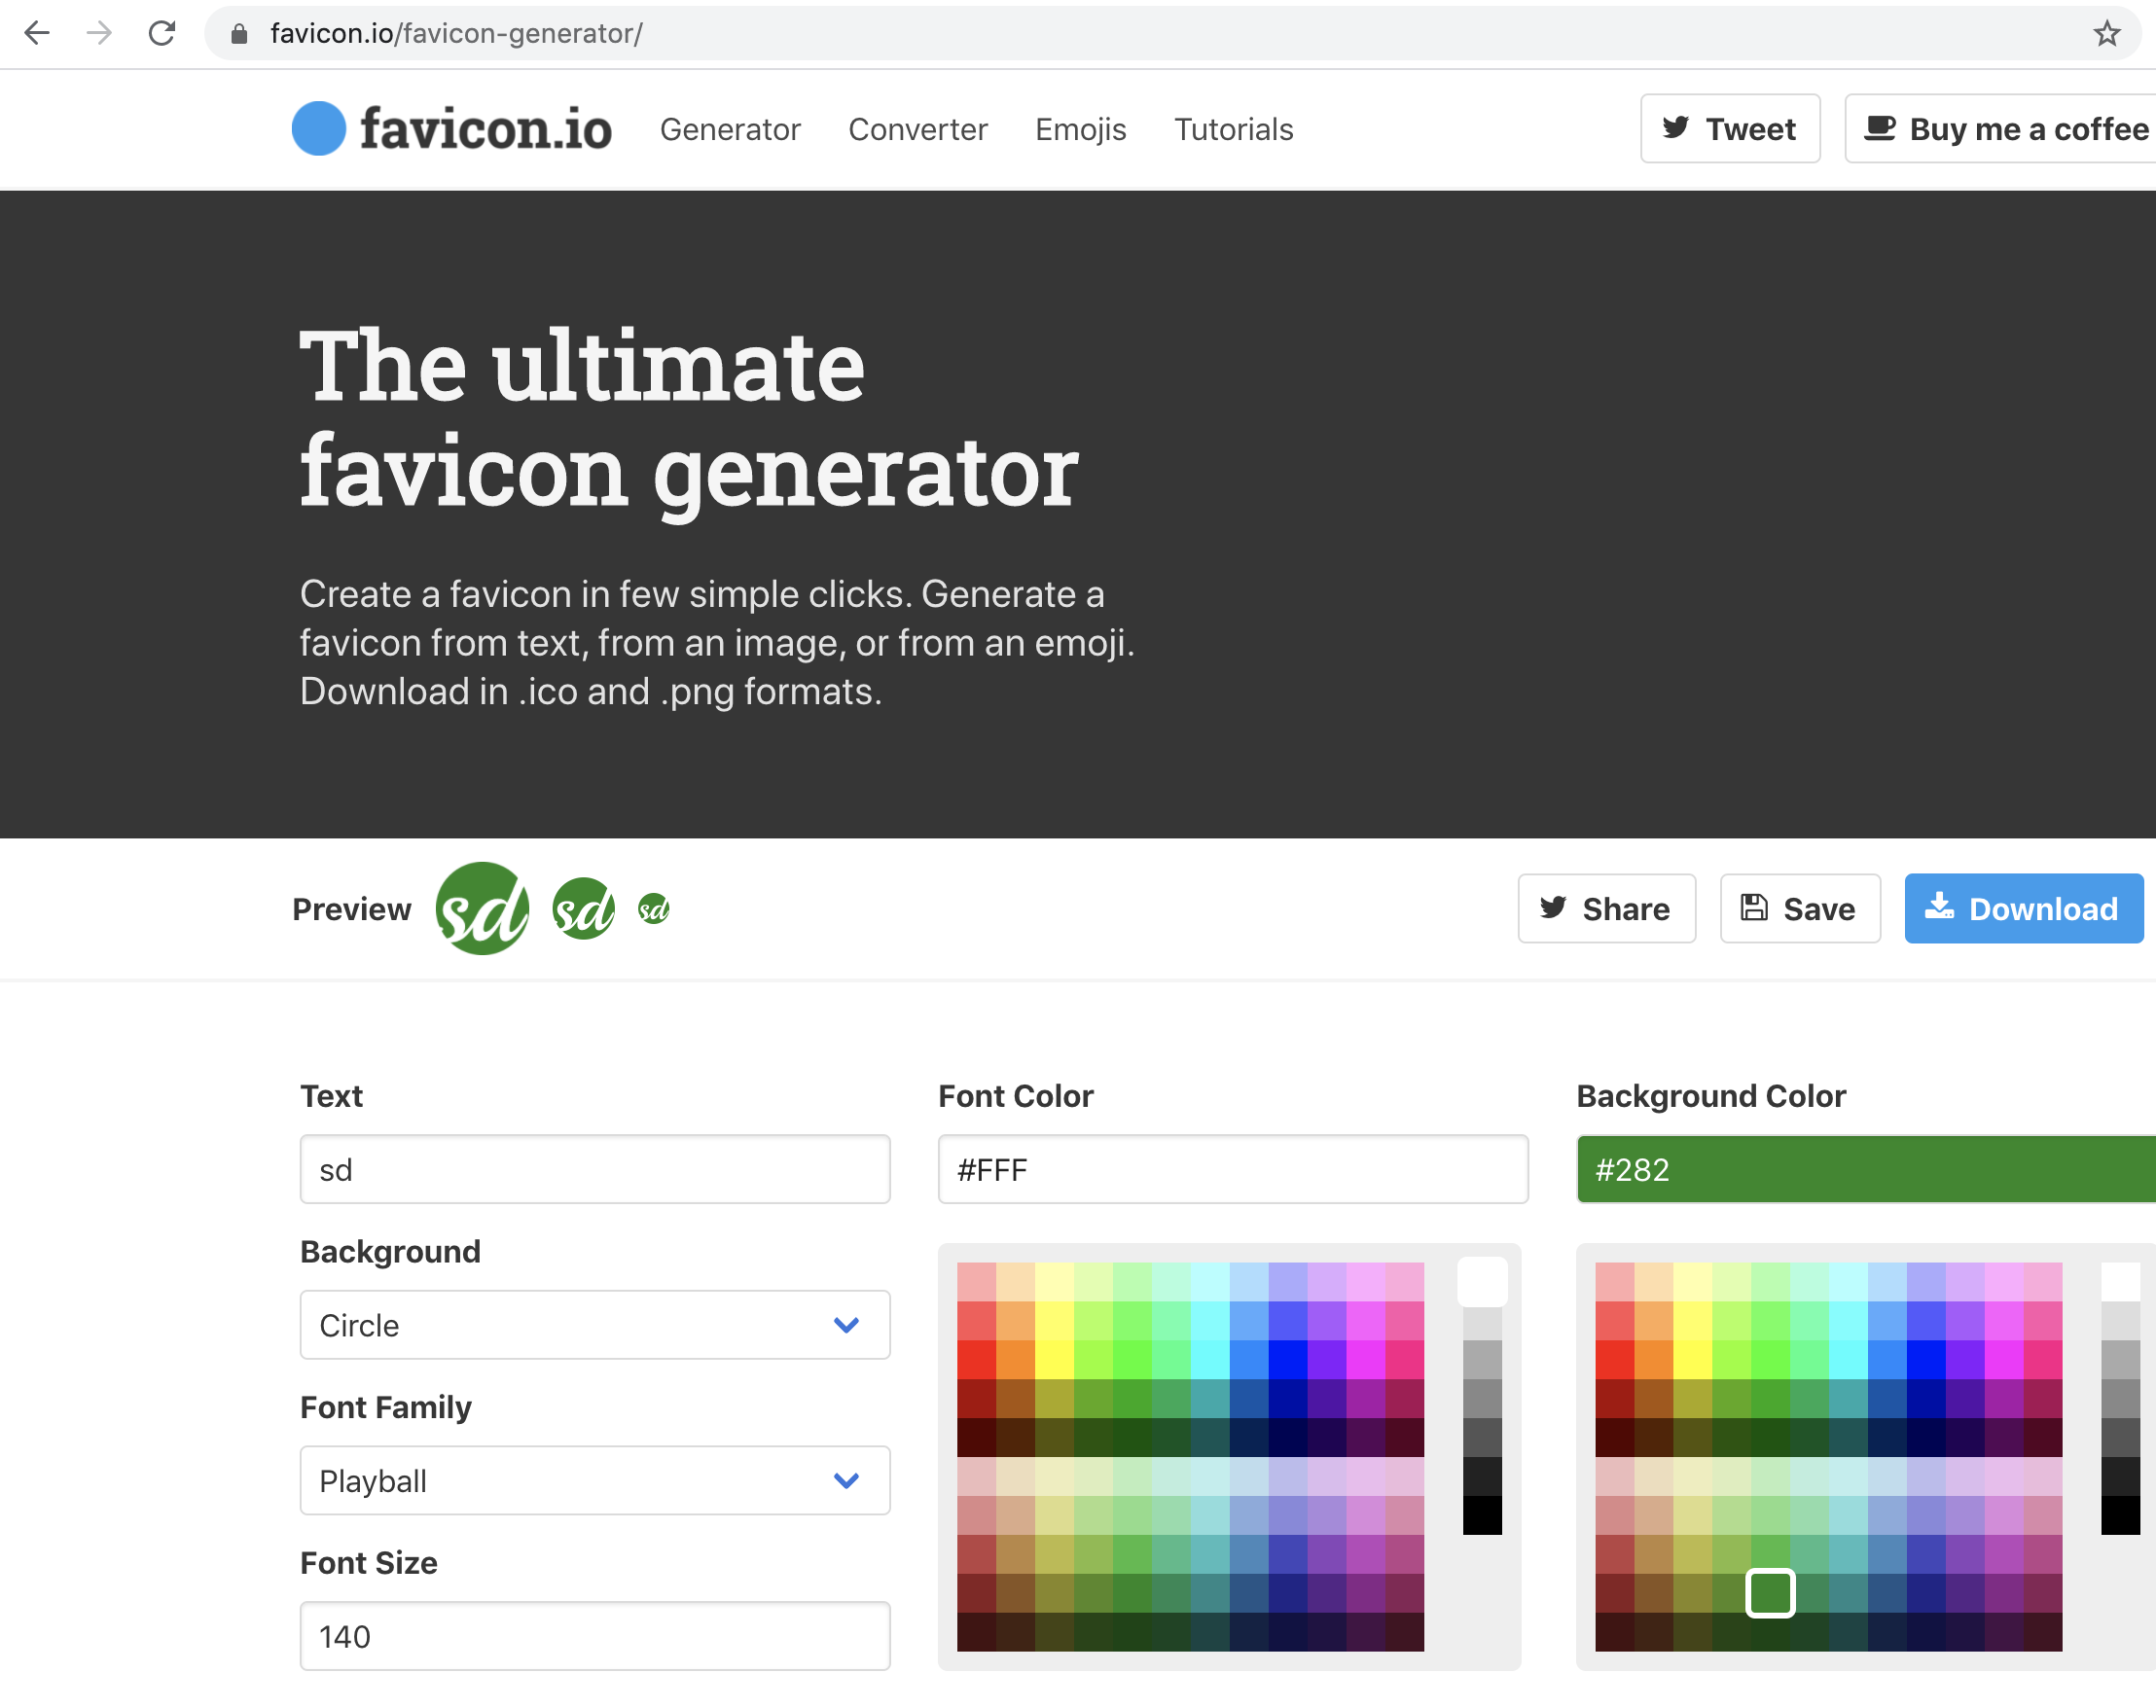 favicon.io/favicon-generator/
favicon.io Generator Converter Emojis Tutorials Tweet Buy me a coffee
The ultimate
favicon generator
Create a favicon in few simple clicks. Generate a
favicon from text, from an image, or from an emoji.
Download in .ico and .png formats.
Preview sd sd sd Share Save Download
Text Font Color Background Color
sd #FFF #282
Background
Circle
Font Family
Playball
Font Size
140